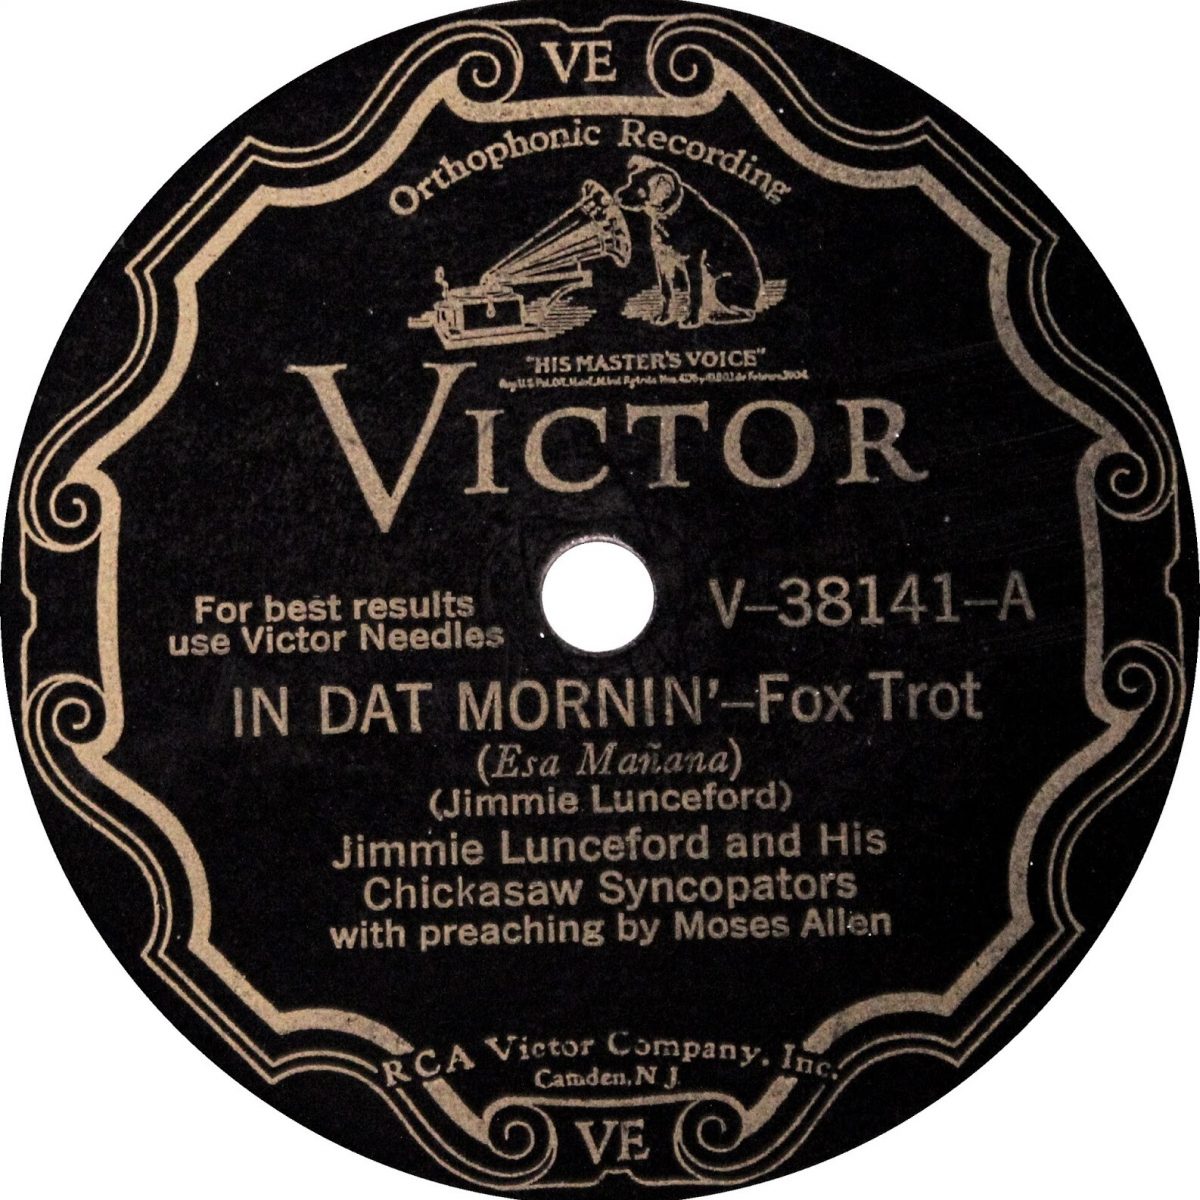 VE
Orthophonic Recording
"HIS MASTER'S VOICE"
VICTOR
For best results
use Victor Needles
V-38141-A
IN DAT MORNIN'-Fox Trot
(Esa Mañana)
(Jimmie Lunceford)
Jimmie Lunceford and His
Chickasaw Syncopators
with preaching by Moses Allen
RCA Victor Company, Inc.
Camden, N J.
VE